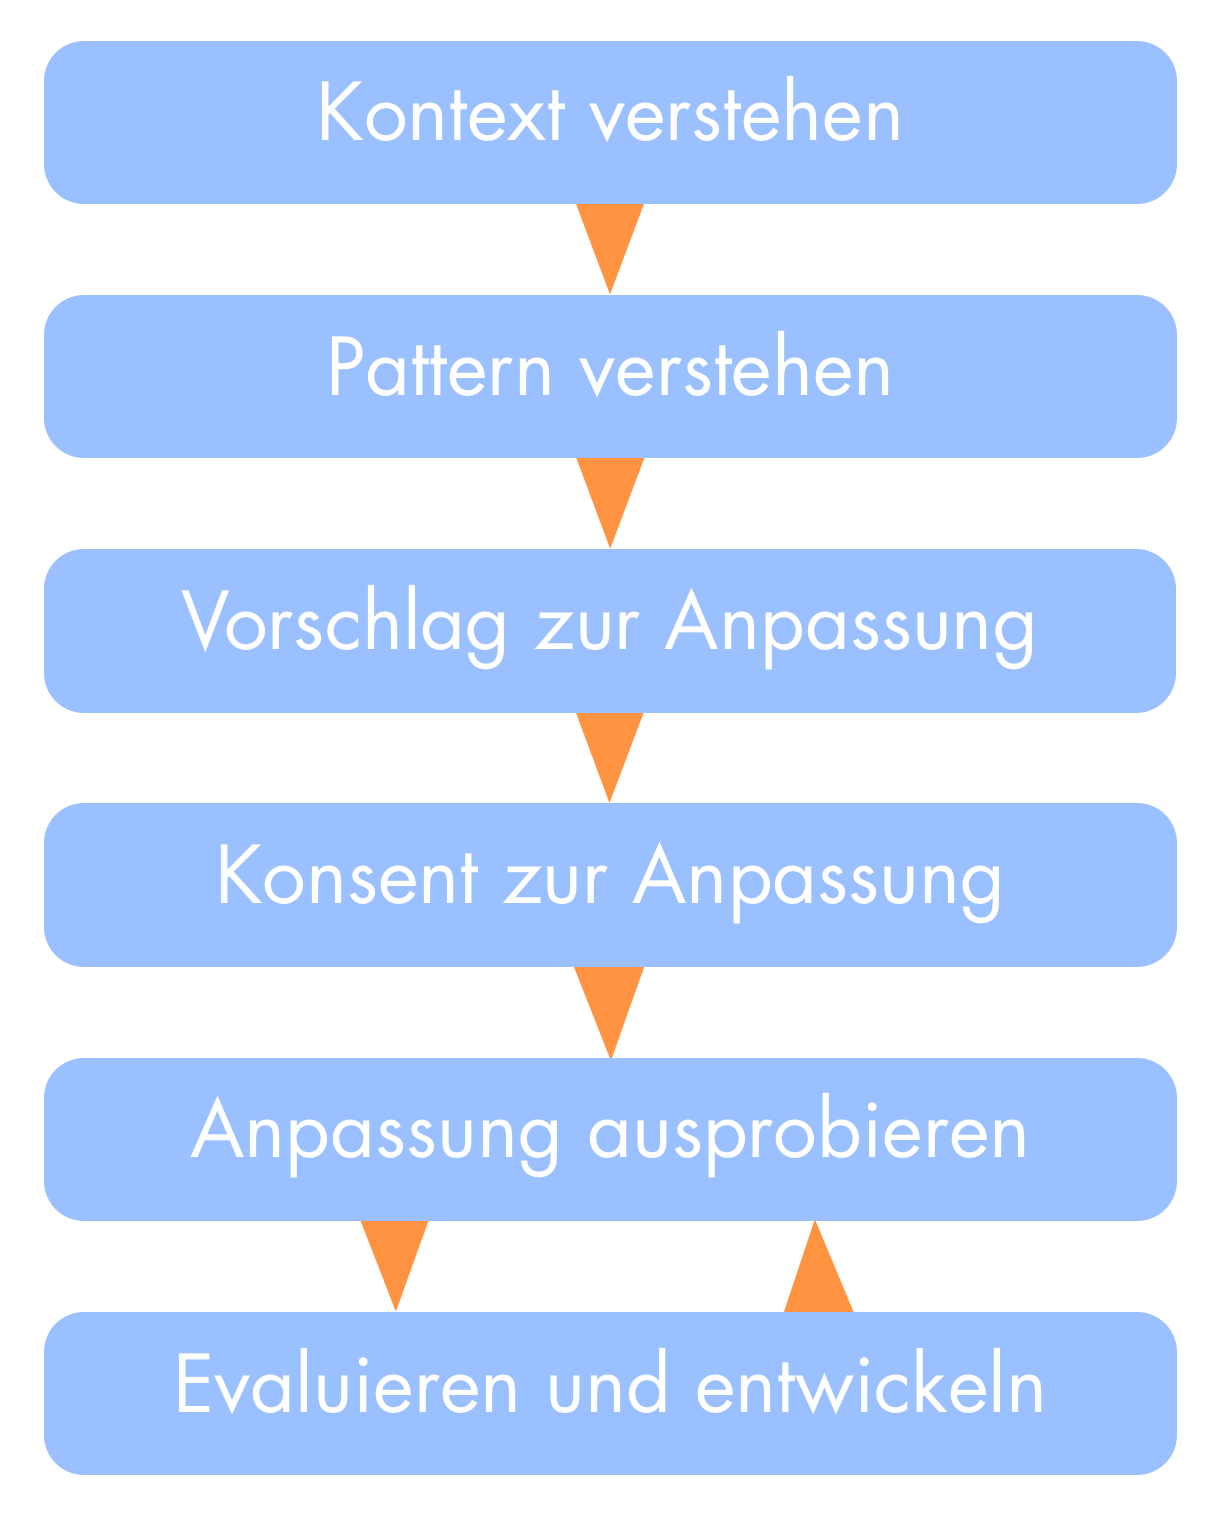 Kontext verstehen
Pattern verstehen
Vorschlag zur Anpassung
Konsent zur Anpassung
Anpassung ausprobieren
Evaluieren und entwickeln